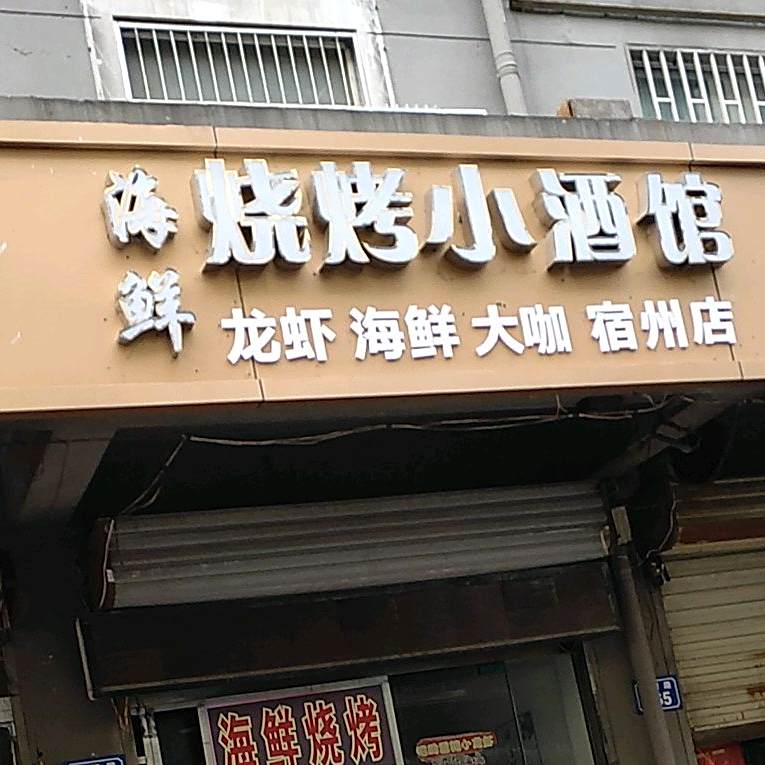 海鲜
烧烤小酒馆
龙虾 海鲜 大咖 宿州店
海鲜烧烤